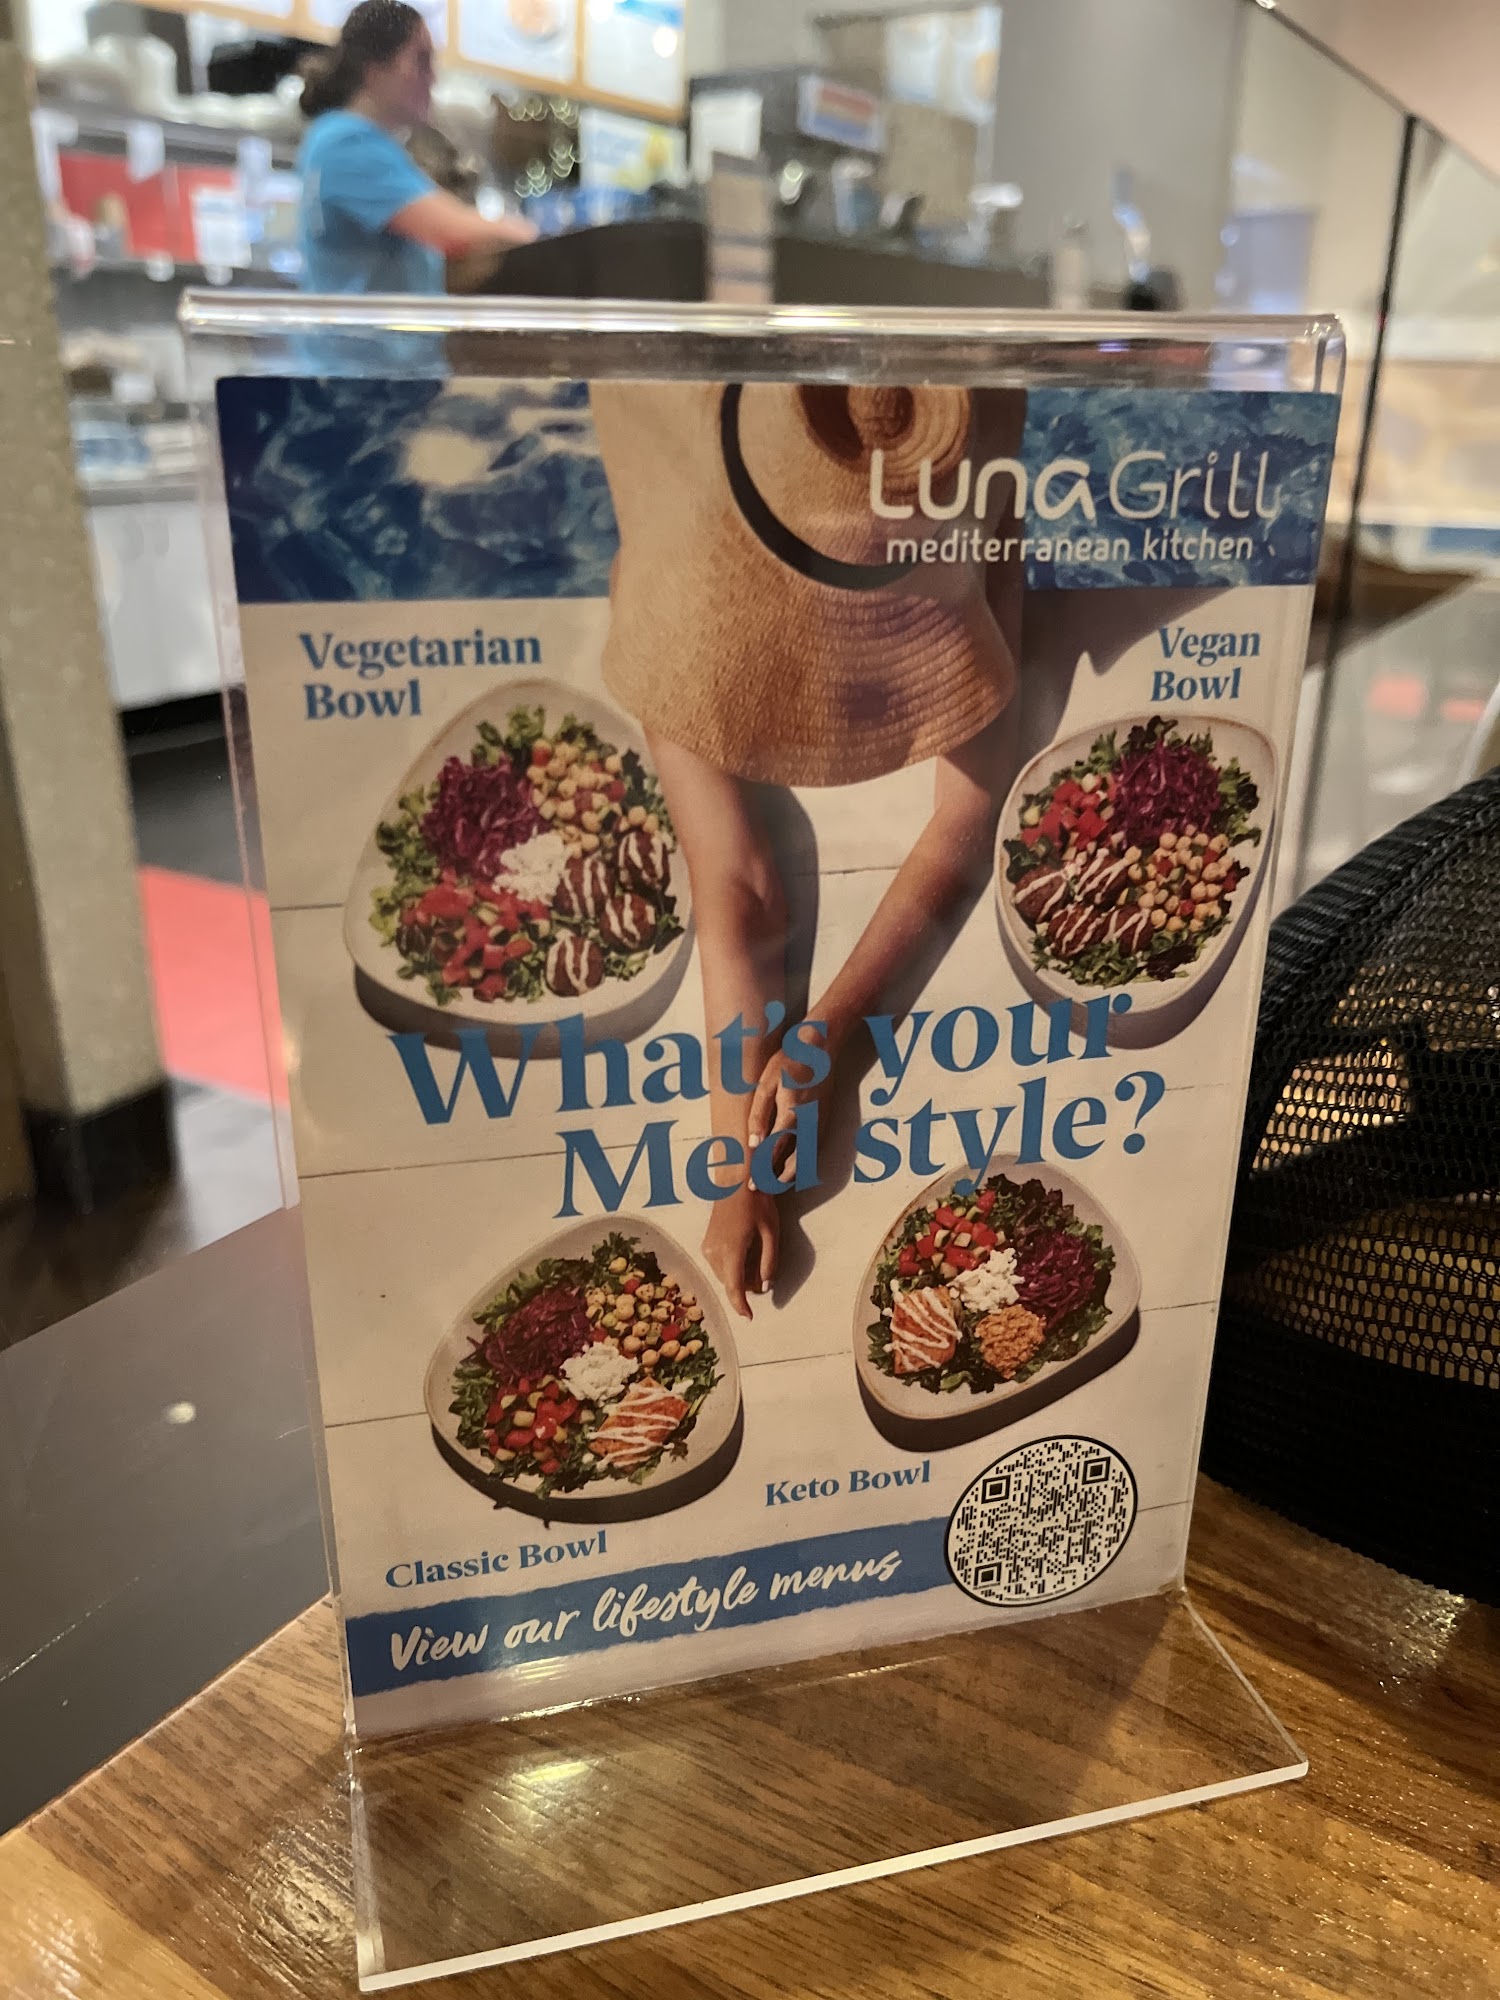 Luna Grill
mediterranean kitchen
Vegetarian
Bowl
Vegan
Bowl
What's your
Med style?
Keto Bowl
Classic Bowl
View our lifestyle menus